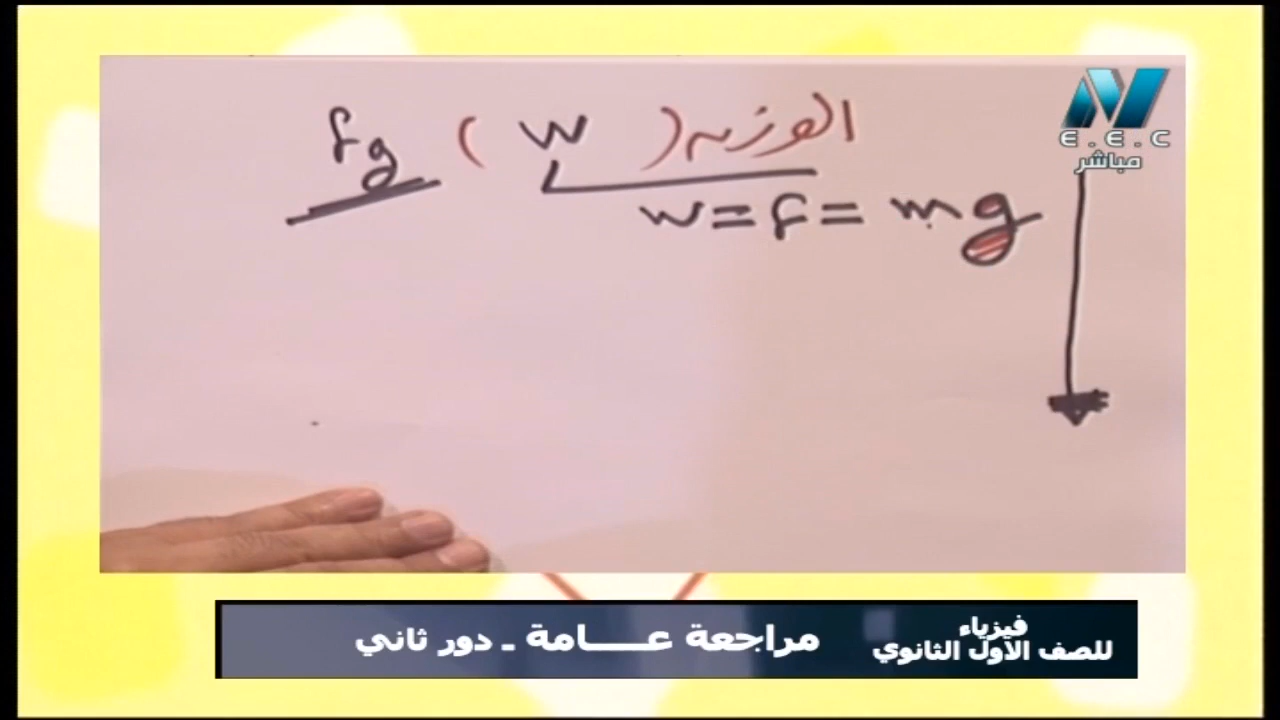 الوزن ( W ) Fg
W = F = mg
E.E.C
مباشر
فيزياء
للصف الأول الثانوي
مراجعة عـــامة ـ دور ثاني